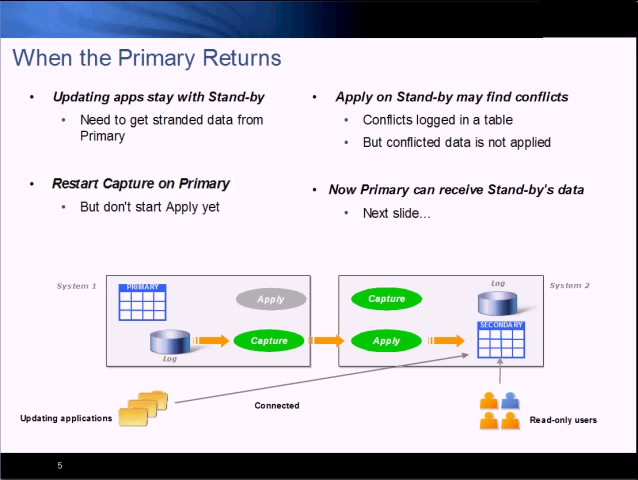 When the Primary Returns
• Updating apps stay with Stand-by
• Need to get stranded data from
Primary
• Restart Capture on Primary
• But don't start Apply yet
• Apply on Stand-by may find conflicts
• Conflicts logged in a table
• But conflicted data is not applied
• Now Primary can receive Stand-by's data
• Next slide...
System 1
PRIMARY
Apply
Log
Capture
Capture
Apply
Log
SECONDARY
System 2
Updating applications
Connected
Read-only users
5